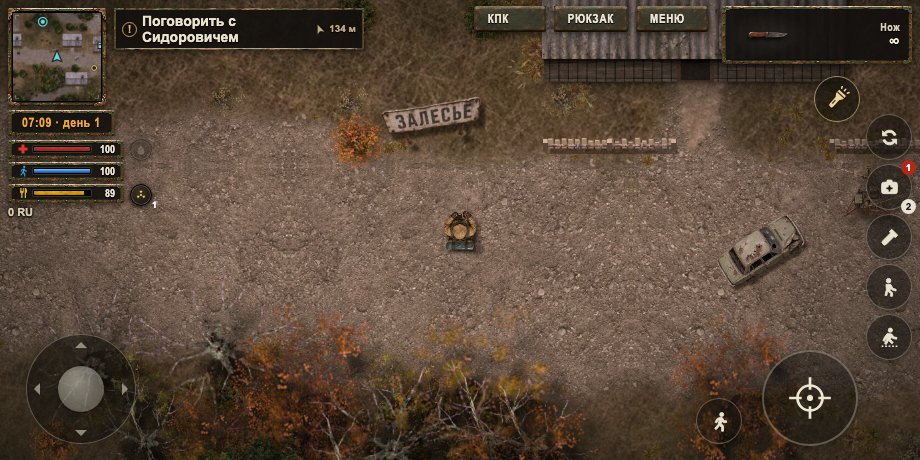 Поговорить с
Сидоровичем
134 м
КПК
РЮКЗАК
МЕНЮ
Нож
∞
07:09 · день 1
100
100
89
1
0 RU
ЗАЛЕСЬЕ
1
2